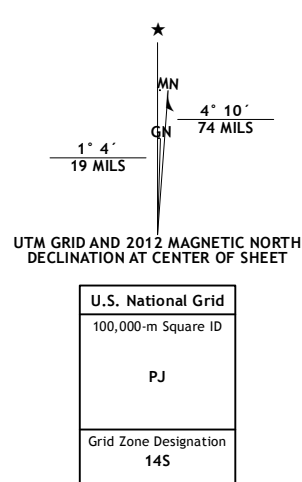 MN
GN
4° 10´
74 MILS
1° 4´
19 MILS
UTM GRID AND 2012 MAGNETIC NORTH
DECLINATION AT CENTER OF SHEET
U.S. National Grid
100,000-m Square ID
PJ
Grid Zone Designation
14S